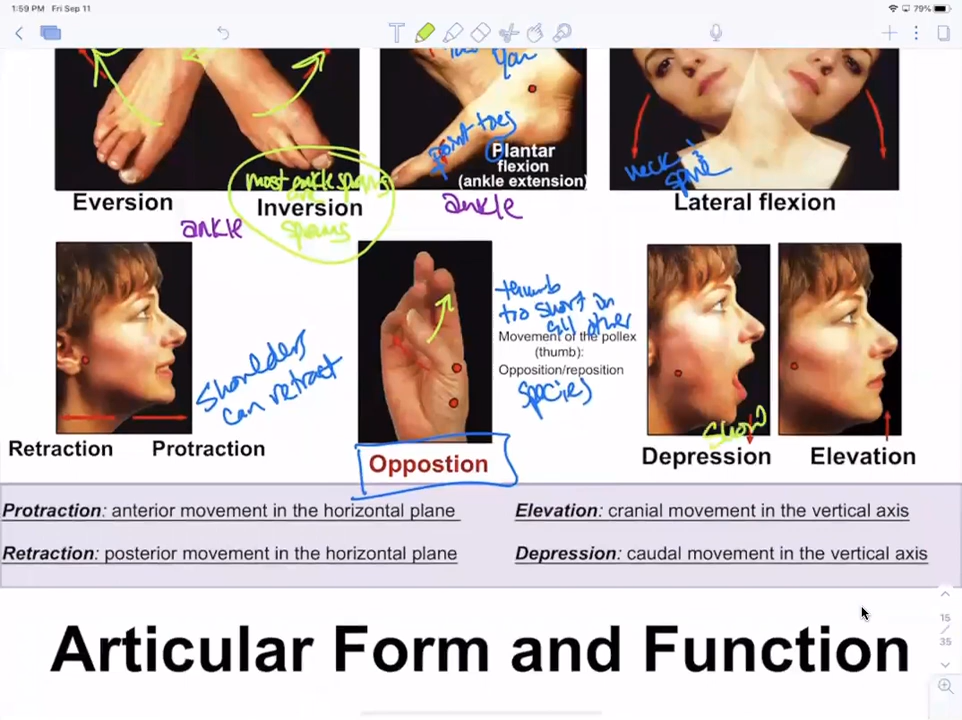 1:59 PM Fri Sep 11
79%
You
point toes
Plantar
flexion
(ankle extension)
neck &
spine
most ankle sprains
Eversion
Inversion
ankle
Lateral flexion
ankle
thumb
too short in
all other
Movement of the pollex
(thumb):
Opposition/reposition
species
shoulders
can retract
Retraction
Protraction
Oppostion
Depression
Elevation
Protraction: anterior movement in the horizontal plane
Elevation: cranial movement in the vertical axis
Retraction: posterior movement in the horizontal plane
Depression: caudal movement in the vertical axis
15
/
35
Articular Form and Function